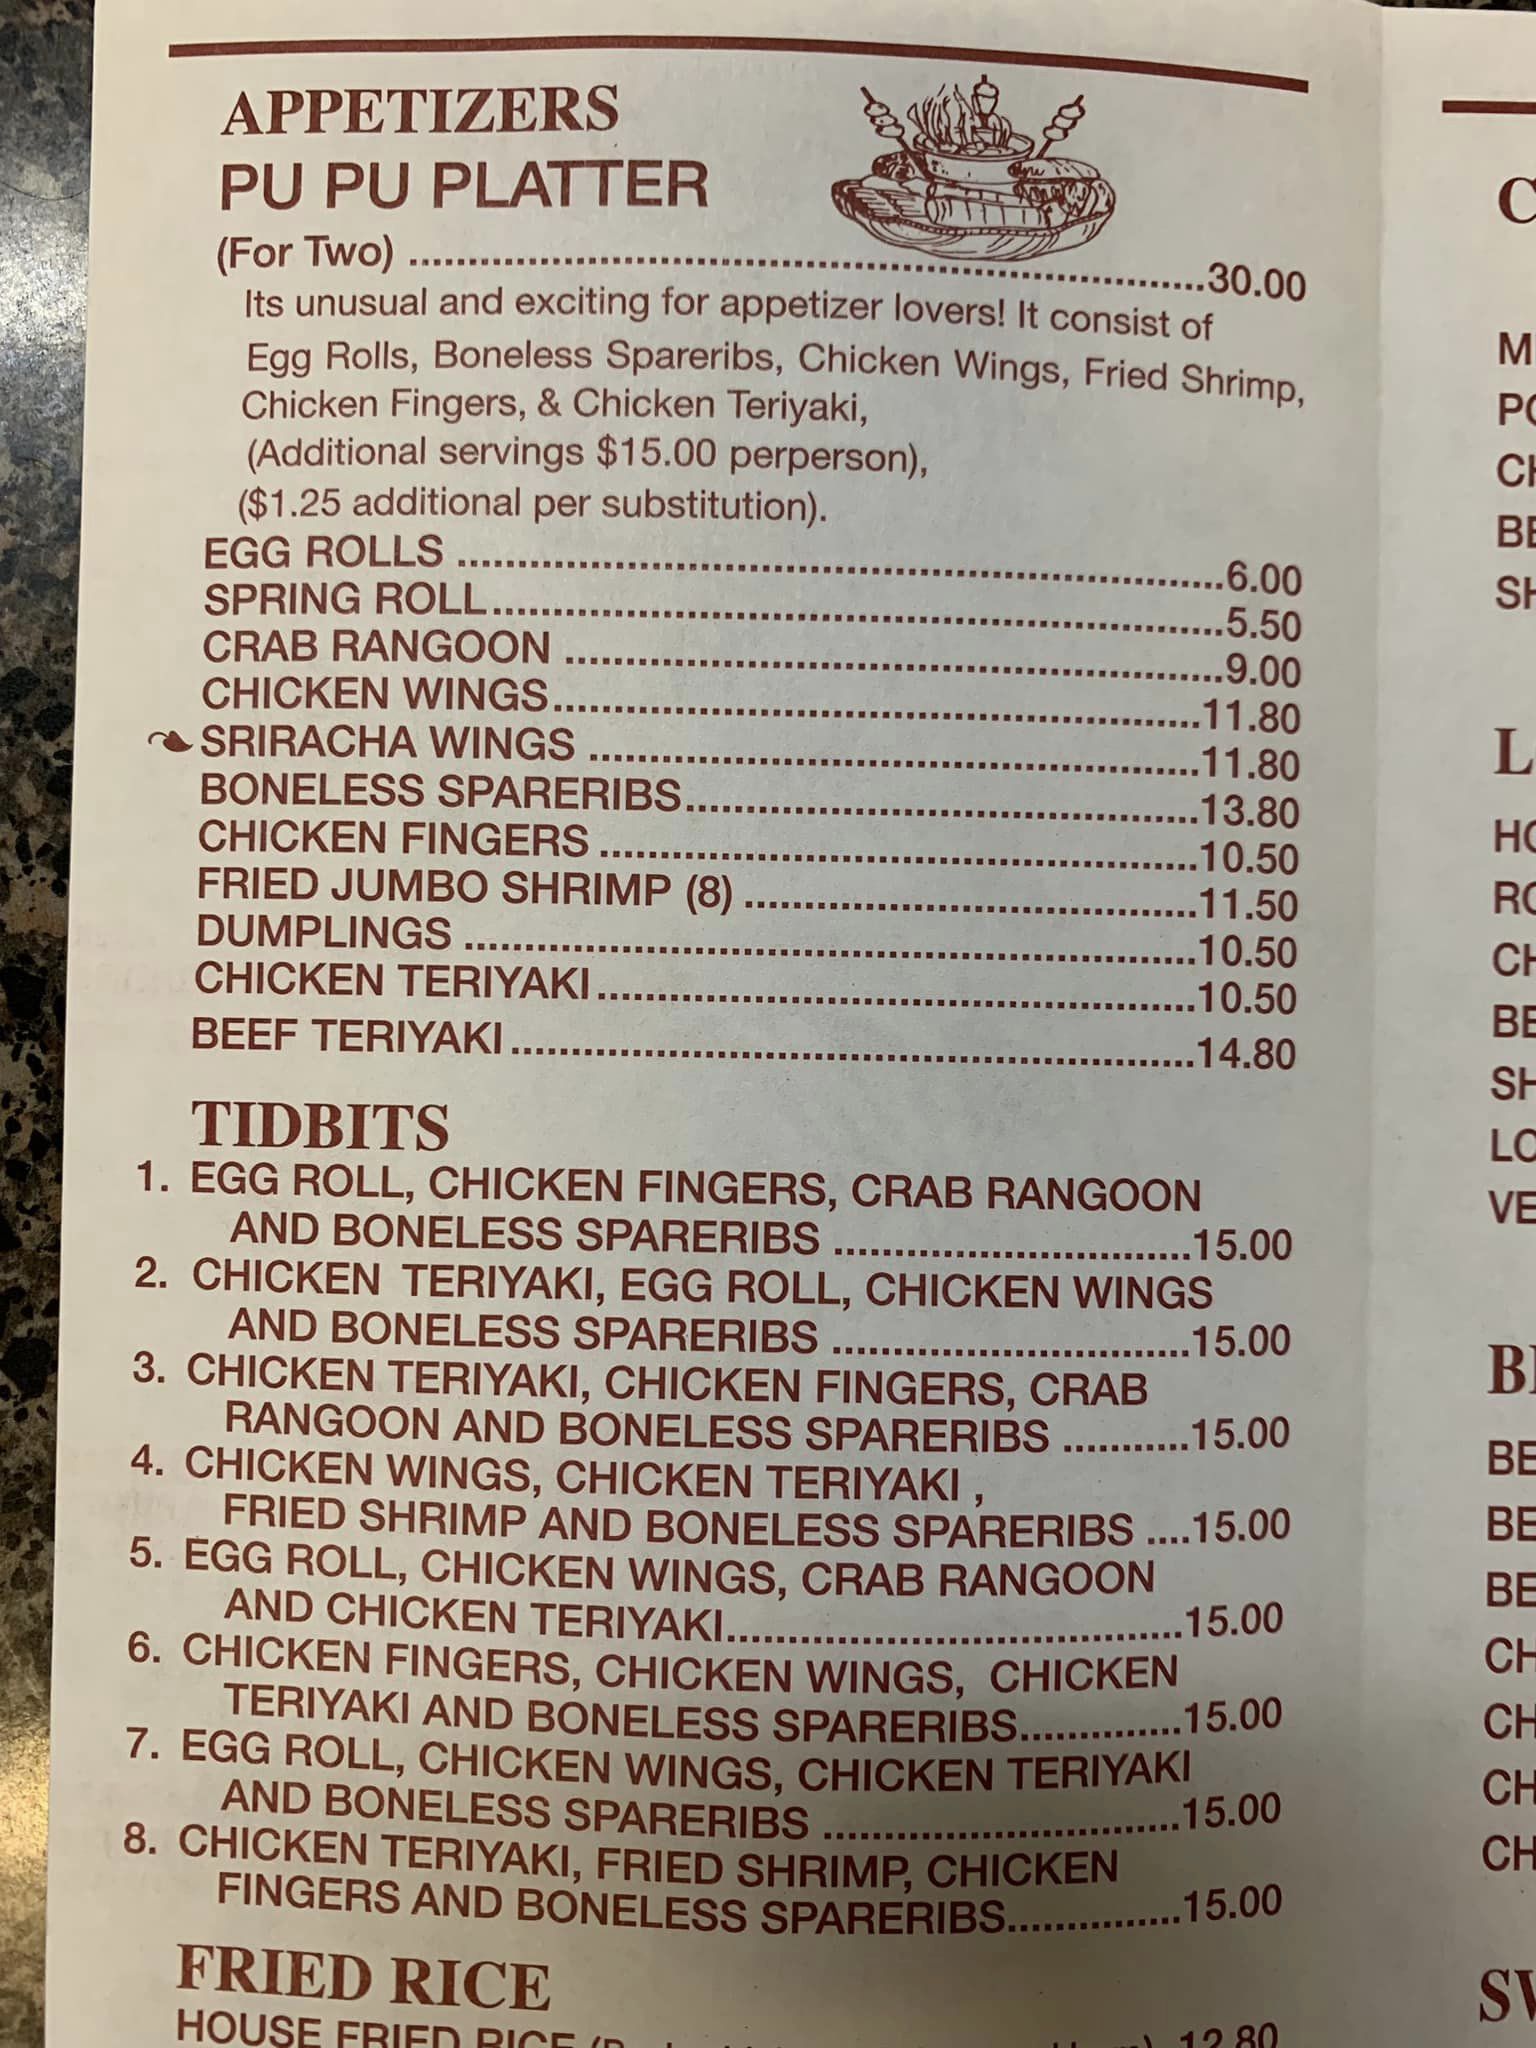 APPETIZERS
PU PU PLATTER
(For Two) ....................................................................30.00
Its unusual and exciting for appetizer lovers! It consist of
Egg Rolls, Boneless Spareribs, Chicken Wings, Fried Shrimp,
Chicken Fingers, & Chicken Teriyaki,
(Additional servings $15.00 perperson),
($1.25 additional per substitution).
EGG ROLLS ................................................................6.00
SPRING ROLL.............................................................5.50
CRAB RANGOON .......................................................9.00
CHICKEN WINGS......................................................11.80
SRIRACHA WINGS ...................................................11.80
BONELESS SPARERIBS...........................................13.80
CHICKEN FINGERS ..................................................10.50
FRIED JUMBO SHRIMP (8) ......................................11.50
DUMPLINGS .............................................................10.50
CHICKEN TERIYAKI..................................................10.50
BEEF TERIYAKI.........................................................14.80
TIDBITS
1. EGG ROLL, CHICKEN FINGERS, CRAB RANGOON
AND BONELESS SPARERIBS ..............................15.00
2. CHICKEN TERIYAKI, EGG ROLL, CHICKEN WINGS
AND BONELESS SPARERIBS ..............................15.00
3. CHICKEN TERIYAKI, CHICKEN FINGERS, CRAB
RANGOON AND BONELESS SPARERIBS ...........15.00
4. CHICKEN WINGS, CHICKEN TERIYAKI ,
FRIED SHRIMP AND BONELESS SPARERIBS ....15.00
5. EGG ROLL, CHICKEN WINGS, CRAB RANGOON
AND CHICKEN TERIYAKI......................................15.00
6. CHICKEN FINGERS, CHICKEN WINGS, CHICKEN
TERIYAKI AND BONELESS SPARERIBS..............15.00
7. EGG ROLL, CHICKEN WINGS, CHICKEN TERIYAKI
AND BONELESS SPARERIBS ..............................15.00
8. CHICKEN TERIYAKI, FRIED SHRIMP, CHICKEN
FINGERS AND BONELESS SPARERIBS...............15.00
FRIED RICE
HOUSE FRIED RICE 12.80